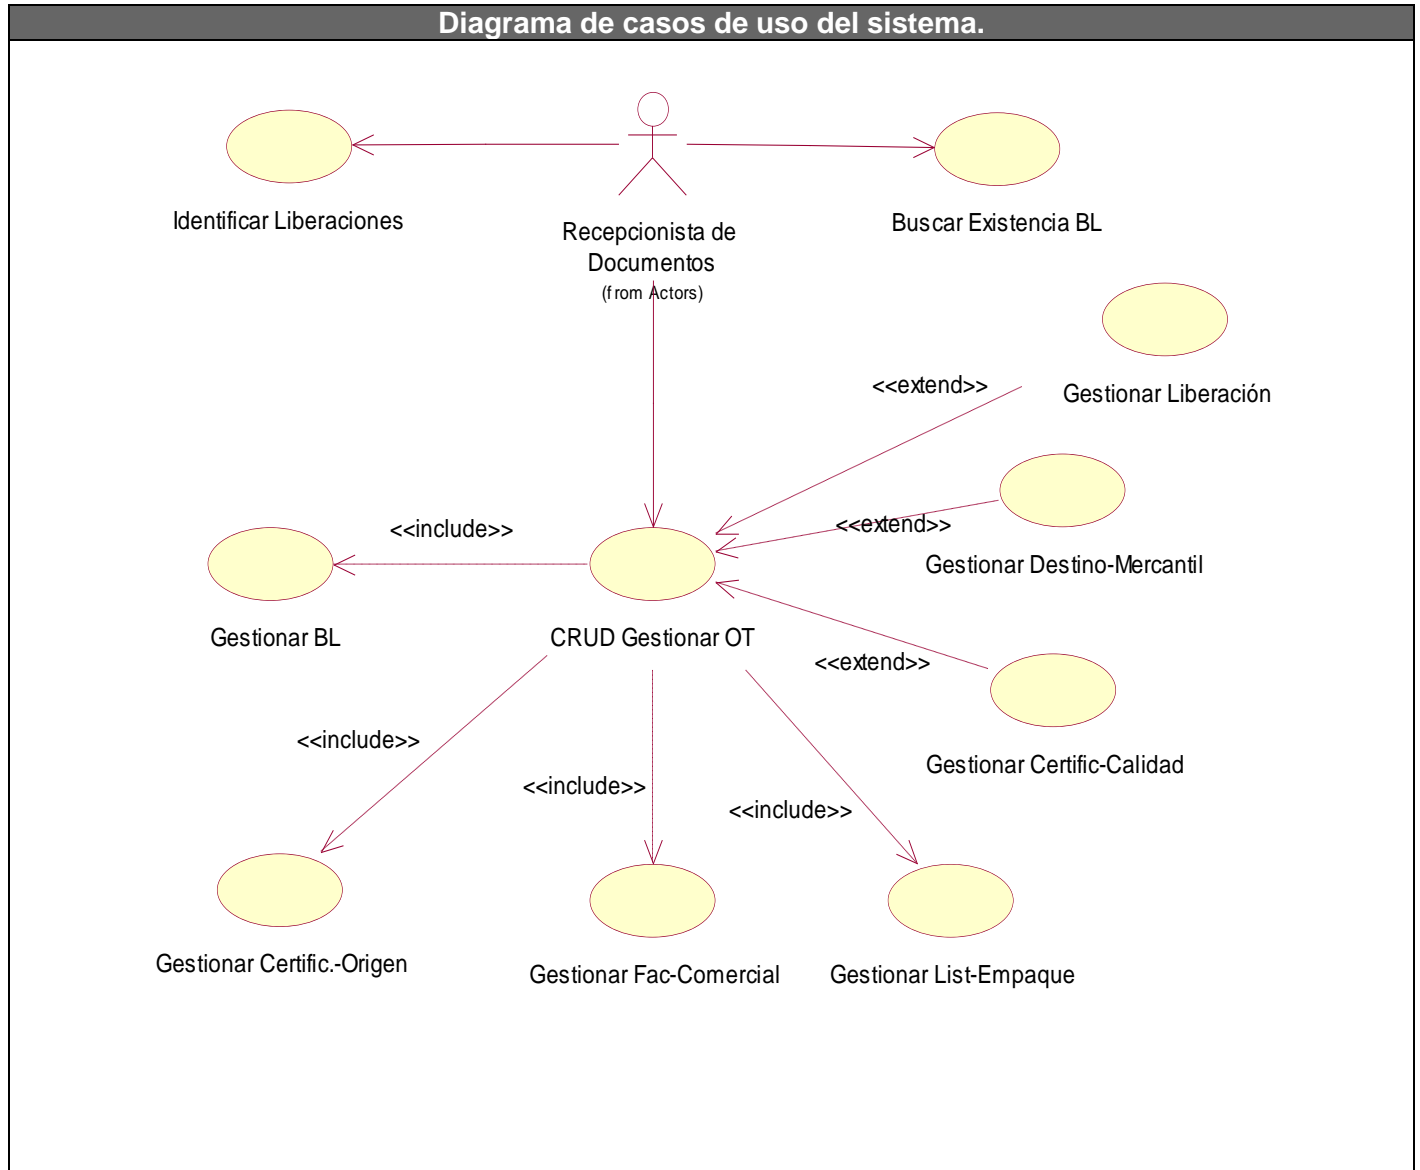 Diagrama de casos de uso del sistema.
Identificar Liberaciones
Recepcionista de
Documentos
(from Actors)
Buscar Existencia BL
<<extend>>
Gestionar Liberación
<<extend>>
Gestionar Destino-Mercantil
<<include>>
Gestionar BL
CRUD Gestionar OT
<<extend>>
Gestionar Certific-Calidad
<<include>>
<<include>>
<<include>>
Gestionar Certific.-Origen
Gestionar Fac-Comercial
Gestionar List-Empaque